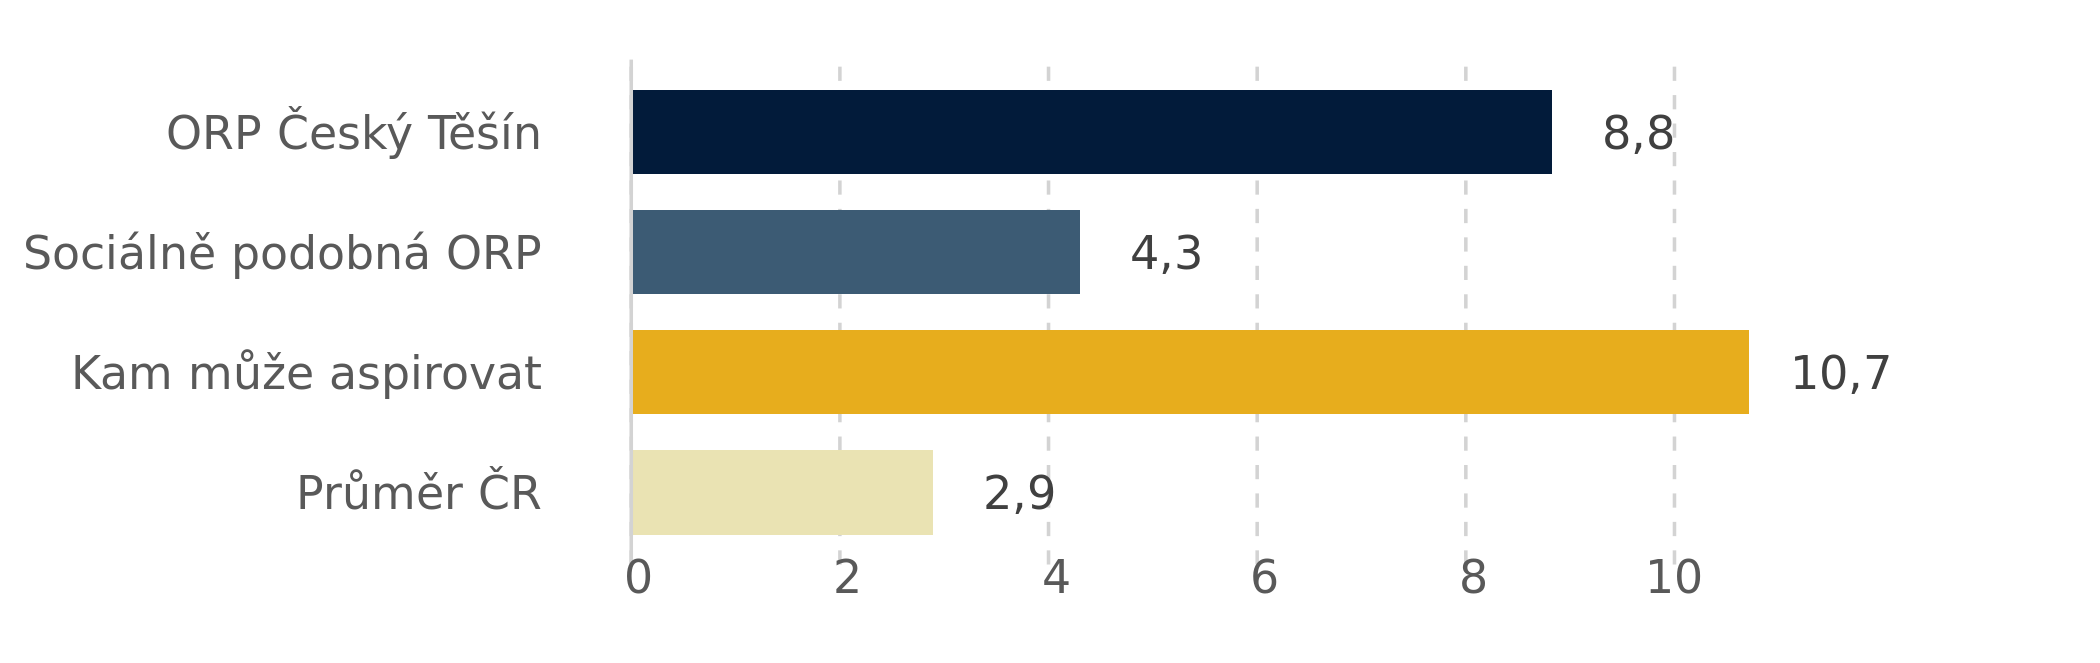 ORP Český Těšín 8,8
Sociálně podobná ORP 4,3
Kam může aspirovat 10,7
Průměr ČR 2,9
0 2 4 6 8 10